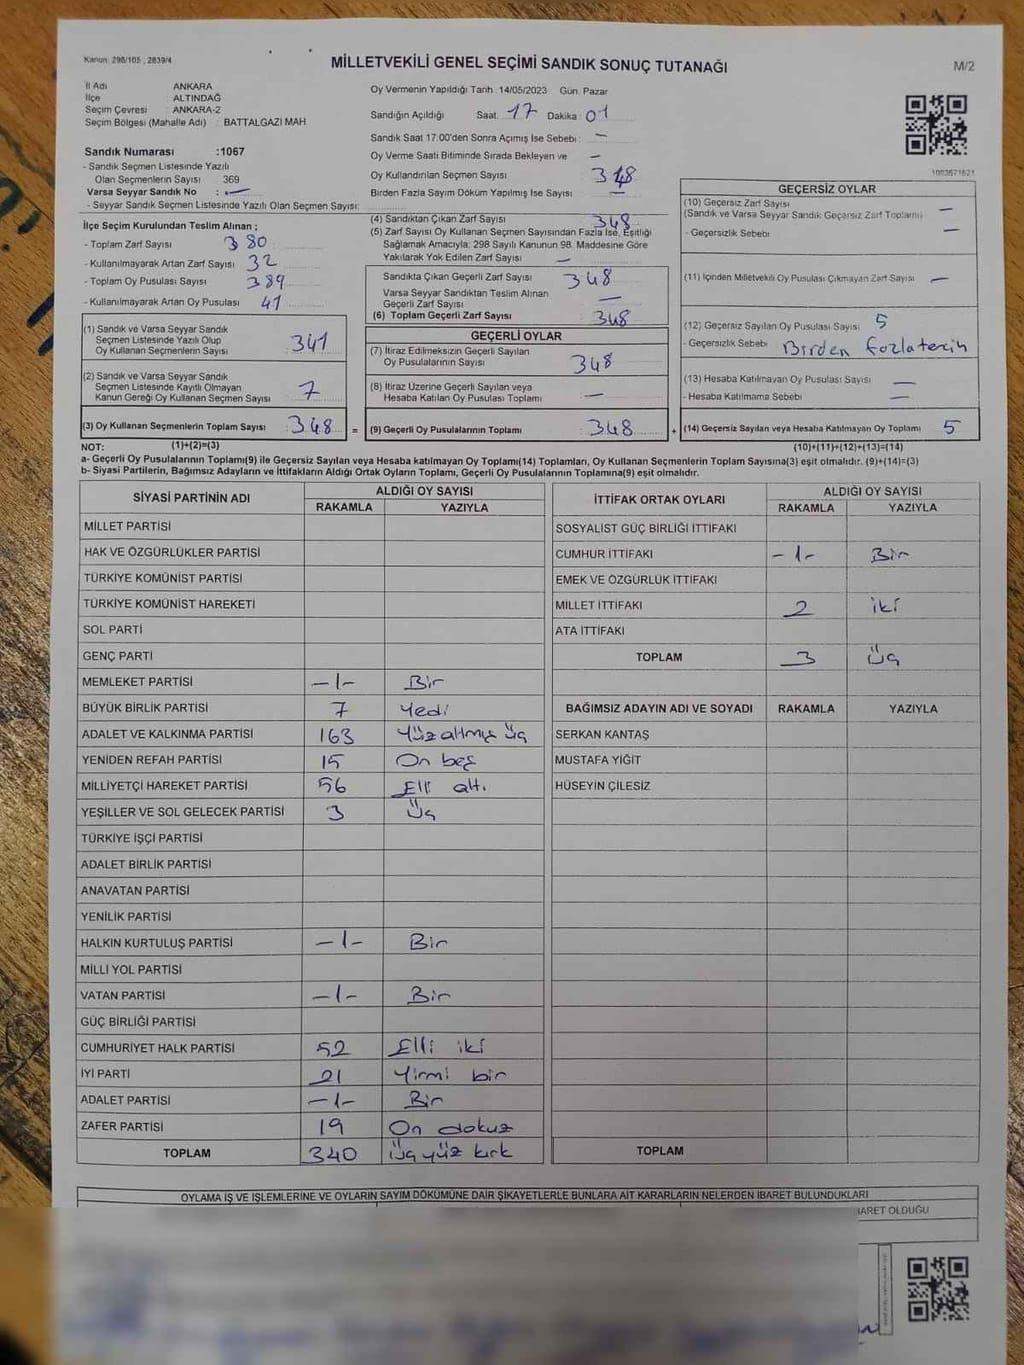 Kanun: 298/105 , 2839/4
MİLLETVEKİLİ GENEL SEÇİMİ SANDIK SONUÇ TUTANAĞI
M/2
İl Adı ANKARA
İlçe ALTINDAĞ
Seçim Çevresi : ANKARA-2
Seçim Bölgesi (Mahalle Adı) : BATTALGAZİ MAH
Sandık Numarası :1067
- Sandık Seçmen Listesinde Yazılı
Olan Seçmenlerin Sayısı 369
Varsa Seyyar Sandık No : -
- Seyyar Sandık Seçmen Listesinde Yazılı Olan Seçmen Sayısı:
İlçe Seçim Kurulundan Teslim Alınan ;
- Toplam Zarf Sayısı 380
- Kullanılmayarak Artan Zarf Sayısı 32
- Toplam Oy Pusulası Sayısı 389
- Kullanılmayarak Artan Oy Pusulası 41
Oy Vermenin Yapıldığı Tarih : 14/05/2023 Gün: Pazar
Sandığın Açıldığı Saat: 17 Dakika: 01
Sandık Saat 17:00'den Sonra Açımış İse Sebebi : -
Oy Verme Saati Bitiminde Sırada Bekleyen ve -
Oy Kullandırılan Seçmen Sayısı 348
Birden Fazla Sayım Döküm Yapılmış İse Sayısı -
(4) Sandıktan Çıkan Zarf Sayısı 348
(5) Zarf Sayısı Oy Kullanan Seçmen Sayısından Fazla İse, Eşitliği
Sağlamak Amacıyla; 298 Sayılı Kanunun 98. Maddesine Göre
Yakılarak Yok Edilen Zarf Sayısı -
Sandıkta Çıkan Geçerli Zarf Sayısı 348
Varsa Seyyar Sandıktan Teslim Alınan
Geçerli Zarf Sayısı -
(6) Toplam Geçerli Zarf Sayısı 348
1083671621
GEÇERSİZ OYLAR
(10) Geçersiz Zarf Sayısı
(Sandık ve Varsa Seyyar Sandık Geçersiz Zarf Toplamı) -
- Geçersizlik Sebebi -
(11) İçinden Milletvekili Oy Pusulası Çıkmayan Zarf Sayısı -
(12) Geçersiz Sayılan Oy Pusulası Sayısı 5
- Geçersizlik Sebebi Birden fazlatercih
(13) Hesaba Katılmayan Oy Pusulası Sayısı -
- Hesaba Katılmama Sebebi -
(1) Sandık ve Varsa Seyyar Sandık
Seçmen Listesinde Yazılı Olup
Oy Kullanan Seçmenlerin Sayısı 341
(2) Sandık ve Varsa Seyyar Sandık
Seçmen Listesinde Kayıtlı Olmayan
Kanun Gereği Oy Kullanan Seçmen Sayısı 7
GEÇERLİ OYLAR
(7) İtiraz Edilmeksizin Geçerli Sayılan
Oy Pusulalarının Sayısı 348
(8) İtiraz Üzerine Geçerli Sayılan veya
Hesaba Katılan Oy Pusulası Toplamı -
(3) Oy Kullanan Seçmenlerin Toplam Sayısı : 348 = (9) Geçerli Oy Pusulalarının Toplamı 348 + (14) Geçersiz Sayılan veya Hesaba Katılmayan Oy Toplamı 5
NOT: (1)+(2)=(3) (10)+(11)+(12)+(13)=(14)
a- Geçerli Oy Pusulalarının Toplamı(9) ile Geçersiz Sayılan veya Hesaba katılmayan Oy Toplamı(14) Toplamları, Oy Kullanan Seçmenlerin Toplam Sayısına(3) eşit olmalıdır. (9)+(14)=(3)
b- Siyasi Partilerin, Bağımsız Adayların ve İttifakların Aldığı Ortak Oyların Toplamı, Geçerli Oy Pusulalarının Toplamına(9) eşit olmalıdır.
SİYASİ PARTİNİN ADI ALDIĞI OY SAYISI
RAKAMLA YAZIYLA
MİLLET PARTİSİ
HAK VE ÖZGÜRLÜKLER PARTİSİ
TÜRKİYE KOMÜNİST PARTİSİ
TÜRKİYE KOMÜNİST HAREKETİ
SOL PARTİ
GENÇ PARTİ
MEMLEKET PARTİSİ -1- Bir
BÜYÜK BİRLİK PARTİSİ 7 Yedi
ADALET VE KALKINMA PARTİSİ 163 Yüz altmış üç
YENİDEN REFAH PARTİSİ 15 On beş
MİLLİYETÇİ HAREKET PARTİSİ 56 Elli altı
YEŞİLLER VE SOL GELECEK PARTİSİ 3 Üç
TÜRKİYE İŞÇİ PARTİSİ
ADALET BİRLİK PARTİSİ
ANAVATAN PARTİSİ
YENİLİK PARTİSİ
HALKIN KURTULUŞ PARTİSİ -1- Bir
MİLLİ YOL PARTİSİ
VATAN PARTİSİ -1- Bir
GÜÇ BİRLİĞİ PARTİSİ
CUMHURİYET HALK PARTİSİ 52 Elli iki
İYİ PARTİ 21 Yirmi bir
ADALET PARTİSİ -1- Bir
ZAFER PARTİSİ 19 On dokuz
TOPLAM 340 Üçyüz kırk
İTTİFAK ORTAK OYLARI ALDIĞI OY SAYISI
RAKAMLA YAZIYLA
SOSYALİST GÜÇ BİRLİĞİ İTTİFAKI
CUMHUR İTTİFAKI -1- Bir
EMEK VE ÖZGÜRLÜK İTTİFAKI
MİLLET İTTİFAKI 2 iki
ATA İTTİFAKI
TOPLAM 3 Üç
BAĞIMSIZ ADAYIN ADI VE SOYADI RAKAMLA YAZIYLA
SERKAN KANTAŞ
MUSTAFA YİĞİT
HÜSEYİN ÇİLESİZ
TOPLAM
OYLAMA İŞ VE İŞLEMLERİNE VE OYLARIN SAYIM DÖKÜMÜNE DAİR ŞİKAYETLERLE BUNLARA AİT KARARLARIN NELERDEN İBARET BULUNDUKLARI
İBARET OLDUĞU